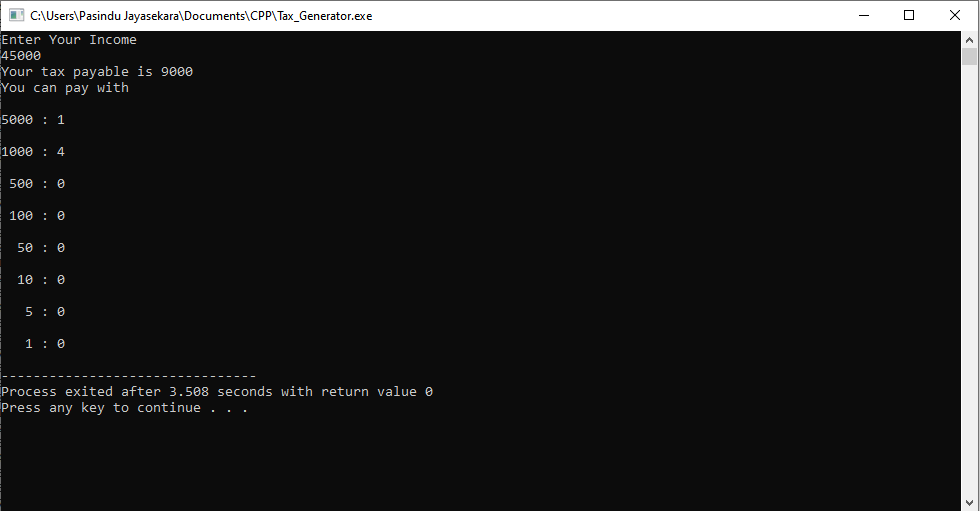 C:\Users\Pasindu Jayasekara\Documents\CPP\Tax_Generator.exe
Enter Your Income
45000
Your tax payable is 9000
You can pay with
5000 : 1
1000 : 4
500 : 0
100 : 0
50 : 0
10 : 0
5 : 0
1 : 0
--------------------------------
Process exited after 3.508 seconds with return value 0
Press any key to continue . . .